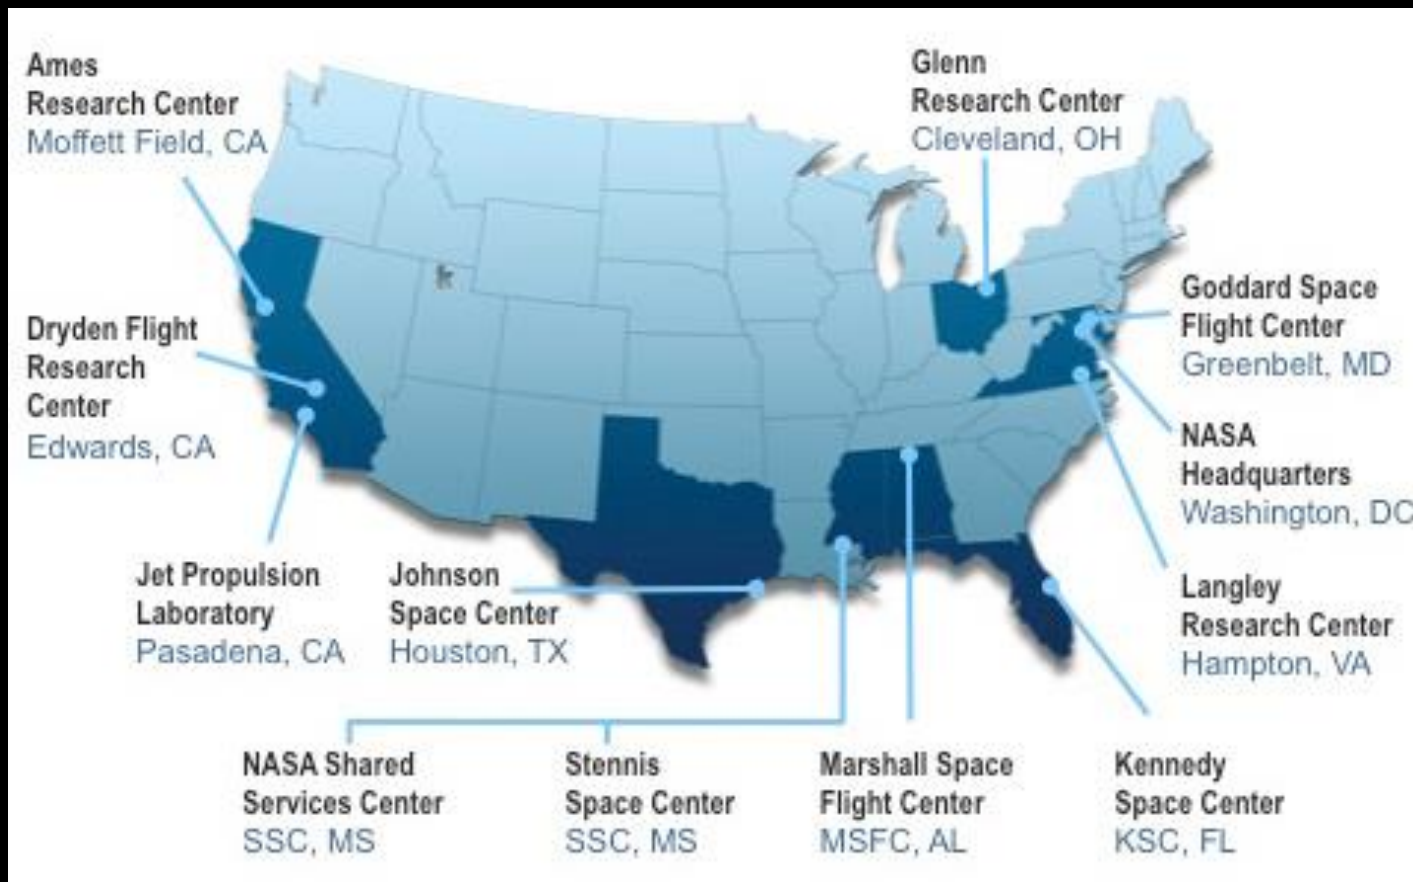 Ames
Research Center
Moffett Field, CA
Glenn
Research Center
Cleveland, OH
Dryden Flight
Research
Center
Edwards, CA
Goddard Space
Flight Center
Greenbelt, MD
NASA
Headquarters
Washington, DC
Jet Propulsion
Laboratory
Pasadena, CA
Johnson
Space Center
Houston, TX
Langley
Research Center
Hampton, VA
NASA Shared
Services Center
SSC, MS
Stennis
Space Center
SSC, MS
Marshall Space
Flight Center
MSFC, AL
Kennedy
Space Center
KSC, FL